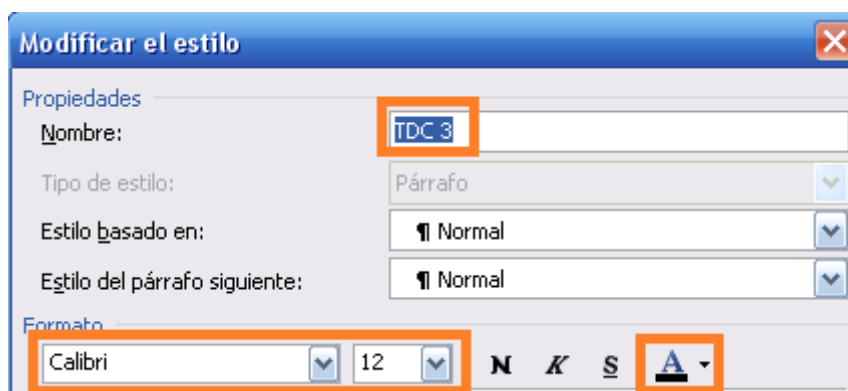 Modificar el estilo
Propiedades
Nombre: TDC 3
Tipo de estilo: Párrafo
Estilo basado en: ¶ Normal
Estilo del párrafo siguiente: ¶ Normal
Formato
Calibri 12 N K S A